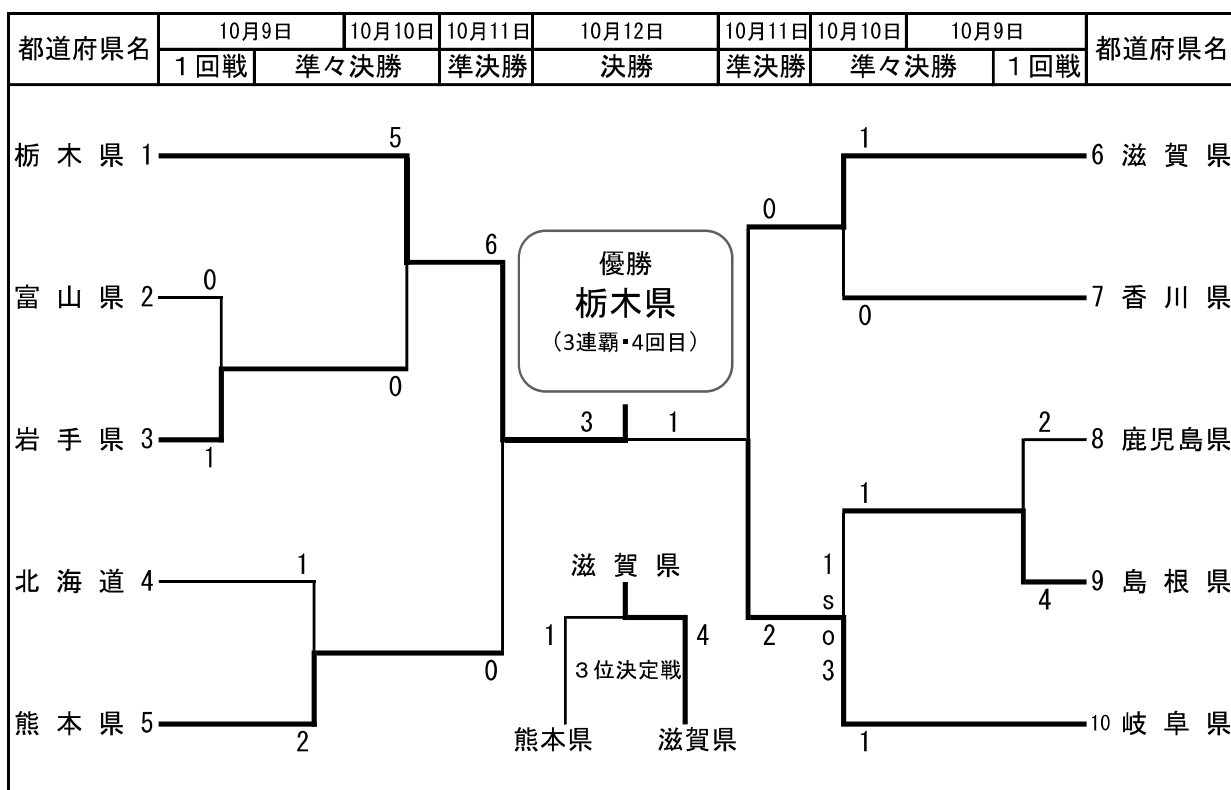 都道府県名 10月9日 10月10日 10月11日 10月12日 10月11日 10月10日 10月9日 都道府県名
１回戦 準々決勝 準決勝 決勝 準決勝 準々決勝 １回戦
5 1
栃木県 1 6 滋賀県
0
6
優勝
栃木県
(3連覇・4回目)
0
富山県 2 7 香川県
0
0
3 1 2
岩手県 3 8 鹿児島県
1
1
滋賀県
1 1
北海道 4 9 島根県
s 4
1 4 2 o
0 ３位決定戦 3
熊本県 5 10 岐阜県
2 熊本県 滋賀県 1